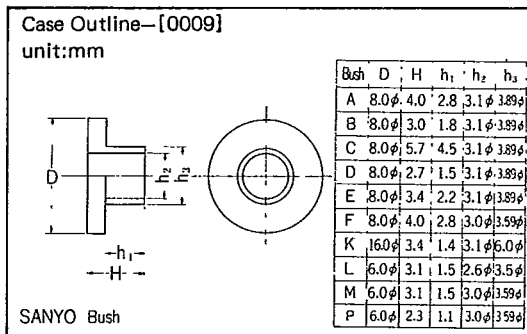 Case Outline–[0009]
unit:mm
D
h₂
h₃
h₁
H
SANYO Bush
Bush D H h₁ h₂ h₃
A 8.0φ 4.0 2.8 3.1φ 3.89φ
B 8.0φ 3.0 1.8 3.1φ 3.89φ
C 8.0φ 5.7 4.5 3.1φ 3.89φ
D 8.0φ 2.7 1.5 3.1φ 3.89φ
E 8.0φ 3.4 2.2 3.1φ 3.89φ
F 8.0φ 4.0 2.8 3.0φ 3.59φ
K 16.0φ 3.4 1.4 3.1φ 6.0φ
L 6.0φ 3.1 1.5 2.6φ 3.5φ
M 6.0φ 3.1 1.5 3.0φ 3.59φ
P 6.0φ 2.3 1.1 3.0φ 3.59φ